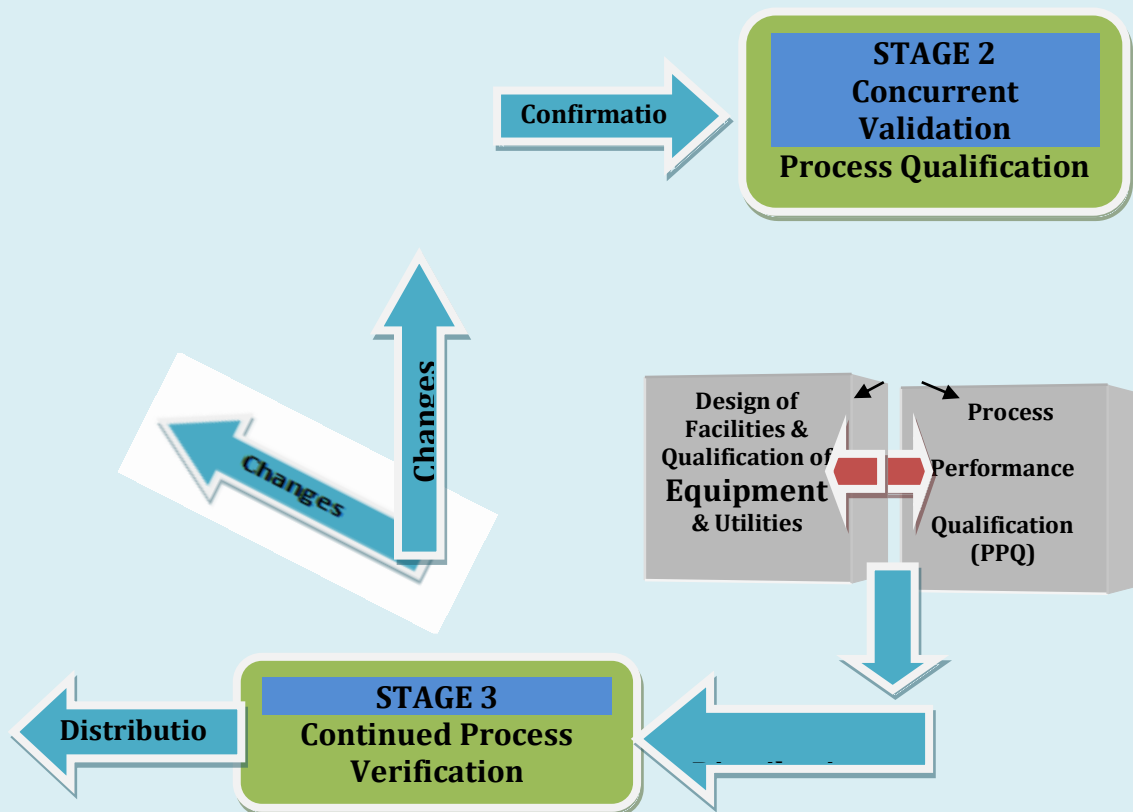 STAGE 2
Concurrent
Validation
Process Qualification
Confirmatio
Changes
Changes
Design of
Facilities &
Qualification of
Equipment
& Utilities
Process
Performance
Qualification
(PPQ)
STAGE 3
Continued Process
Verification
Distributio